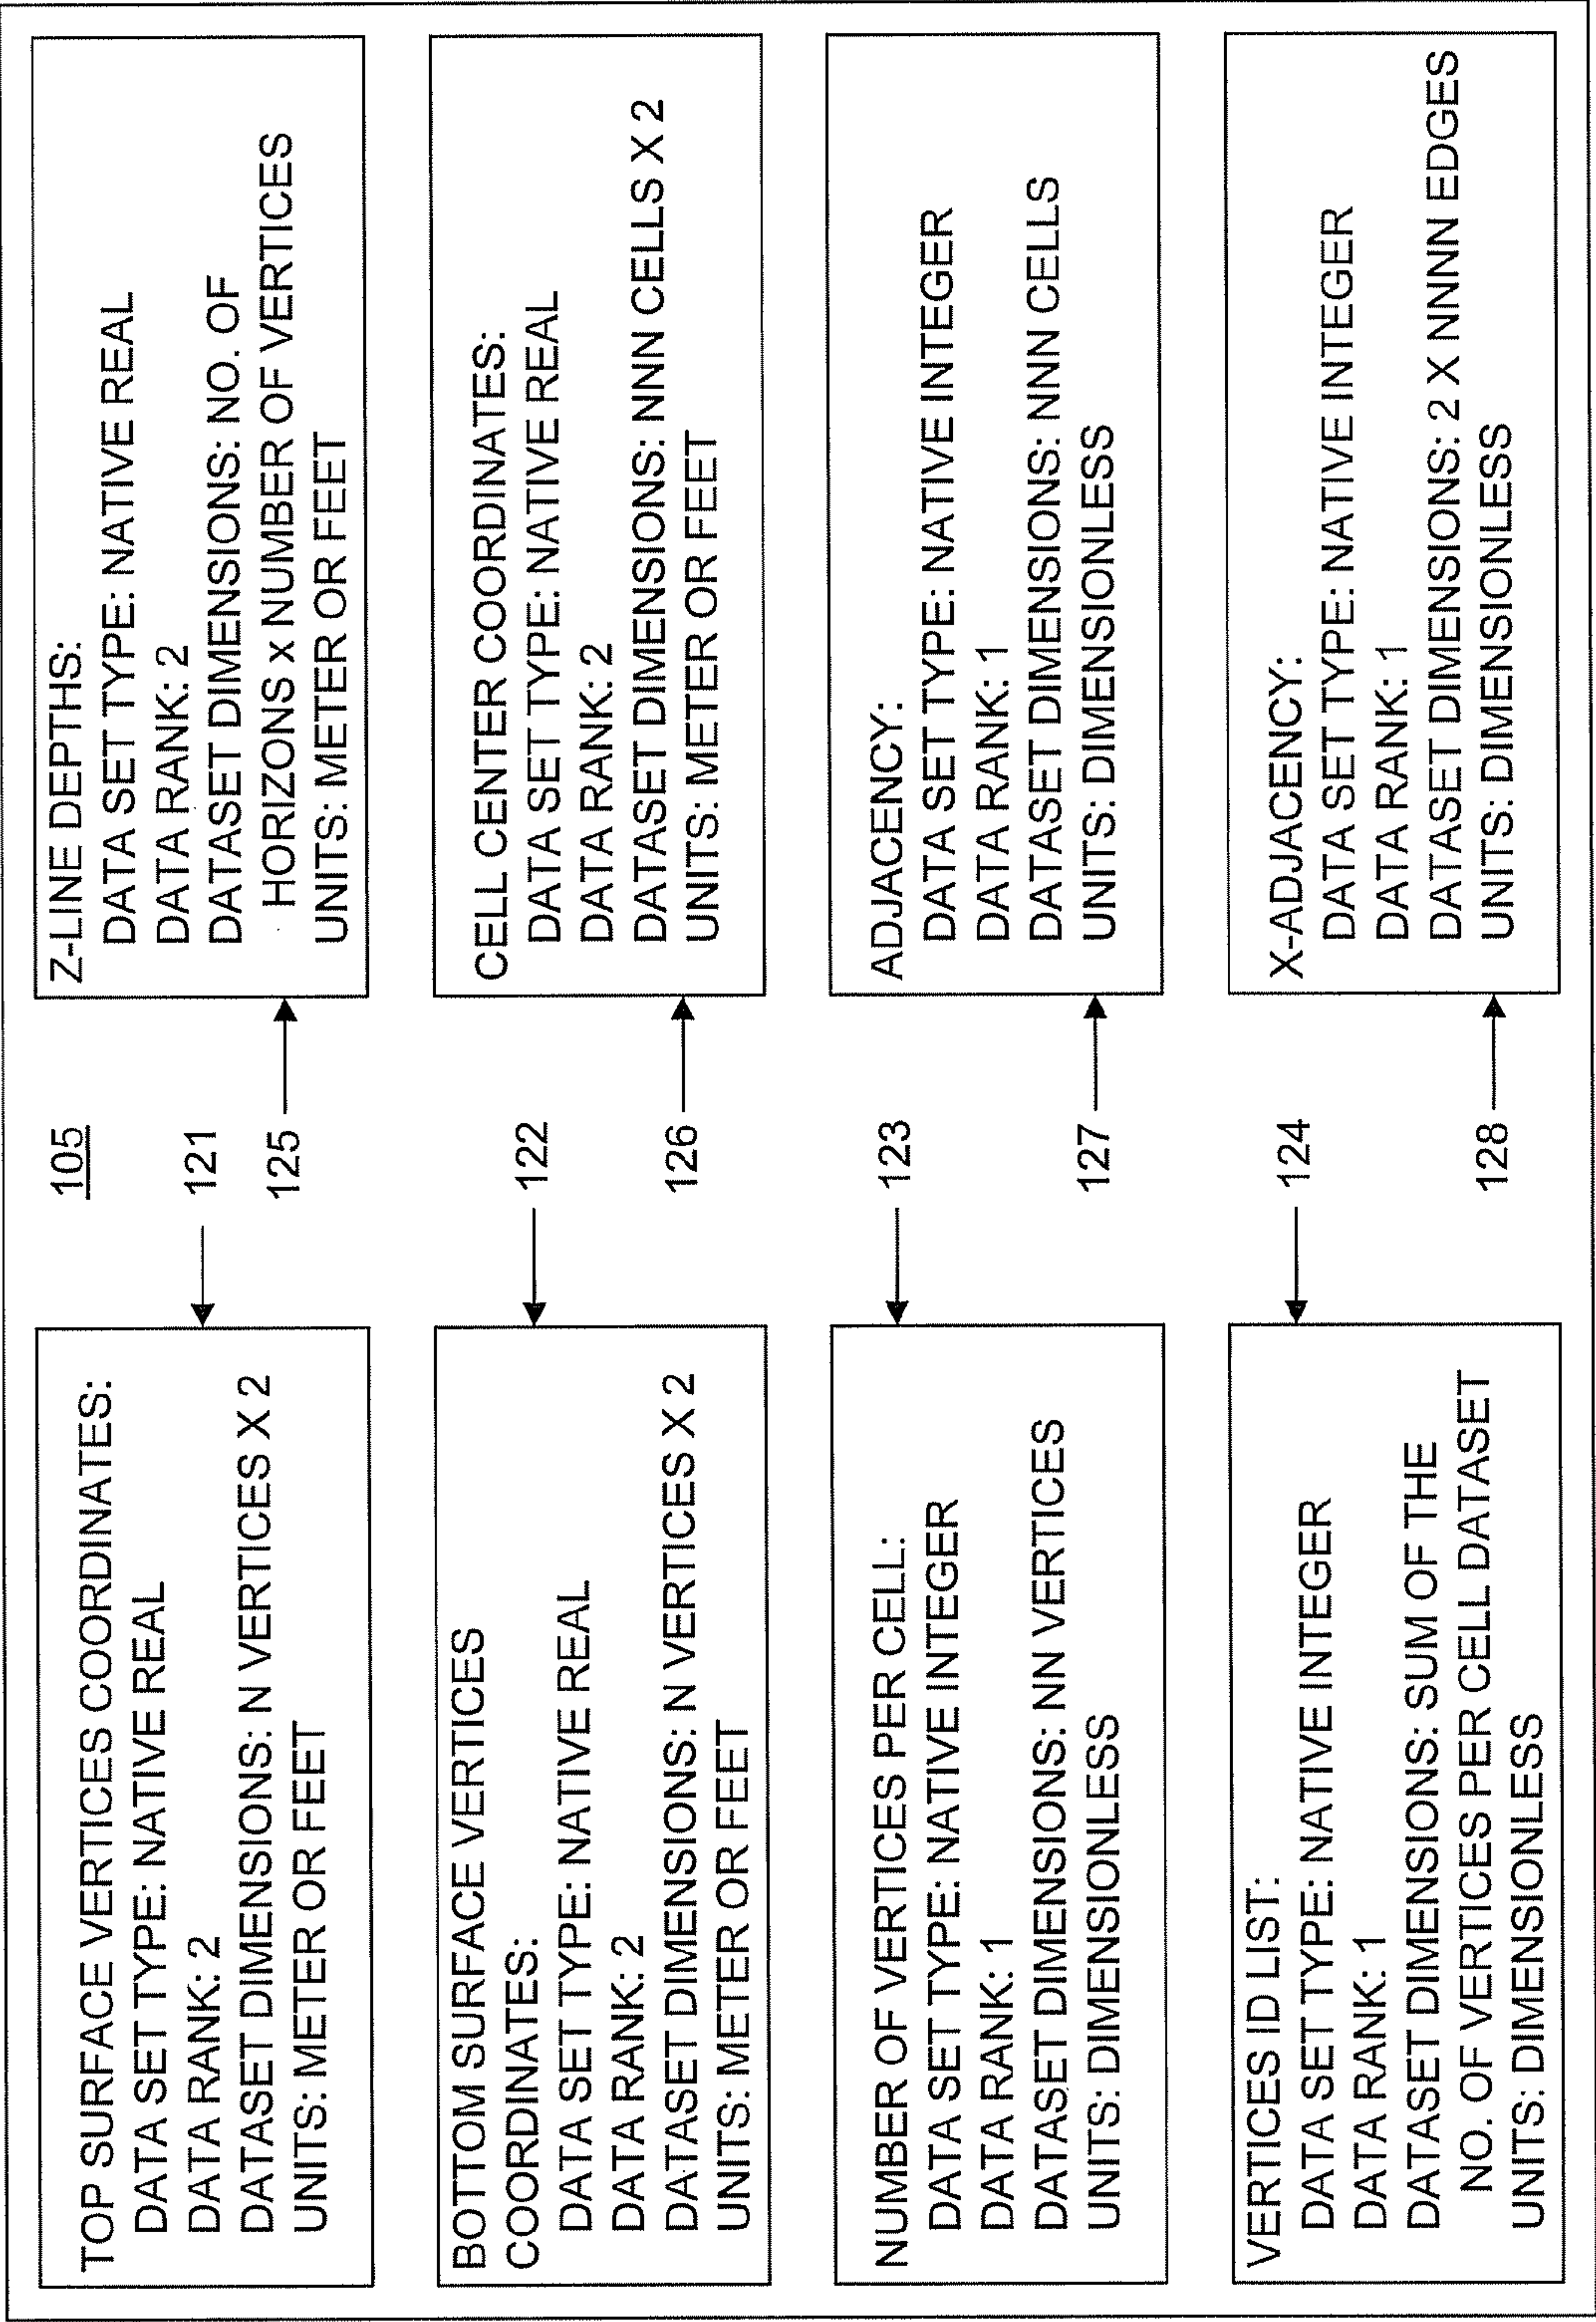 105
TOP SURFACE VERTICES COORDINATES:
DATA SET TYPE: NATIVE REAL
DATA RANK: 2
DATASET DIMENSIONS: N VERTICES X 2
UNITS: METER OR FEET
121
125
Z-LINE DEPTHS:
DATA SET TYPE: NATIVE REAL
DATA RANK: 2
DATASET DIMENSIONS: NO. OF
HORIZONS x NUMBER OF VERTICES
UNITS: METER OR FEET
BOTTOM SURFACE VERTICES
COORDINATES:
DATA SET TYPE: NATIVE REAL
DATA RANK: 2
DATASET DIMENSIONS: N VERTICES X 2
UNITS: METER OR FEET
122
126
CELL CENTER COORDINATES:
DATA SET TYPE: NATIVE REAL
DATA RANK: 2
DATASET DIMENSIONS: NNN CELLS X 2
UNITS: METER OR FEET
NUMBER OF VERTICES PER CELL:
DATA SET TYPE: NATIVE INTEGER
DATA RANK: 1
DATASET DIMENSIONS: NN VERTICES
UNITS: DIMENSIONLESS
123
127
ADJACENCY:
DATA SET TYPE: NATIVE INTEGER
DATA RANK: 1
DATASET DIMENSIONS: NNN CELLS
UNITS: DIMENSIONLESS
VERTICES ID LIST:
DATA SET TYPE: NATIVE INTEGER
DATA RANK: 1
DATASET DIMENSIONS: SUM OF THE
NO. OF VERTICES PER CELL DATASET
UNITS: DIMENSIONLESS
124
128
X-ADJACENCY:
DATA SET TYPE: NATIVE INTEGER
DATA RANK: 1
DATASET DIMENSIONS: 2 X NNNN EDGES
UNITS: DIMENSIONLESS